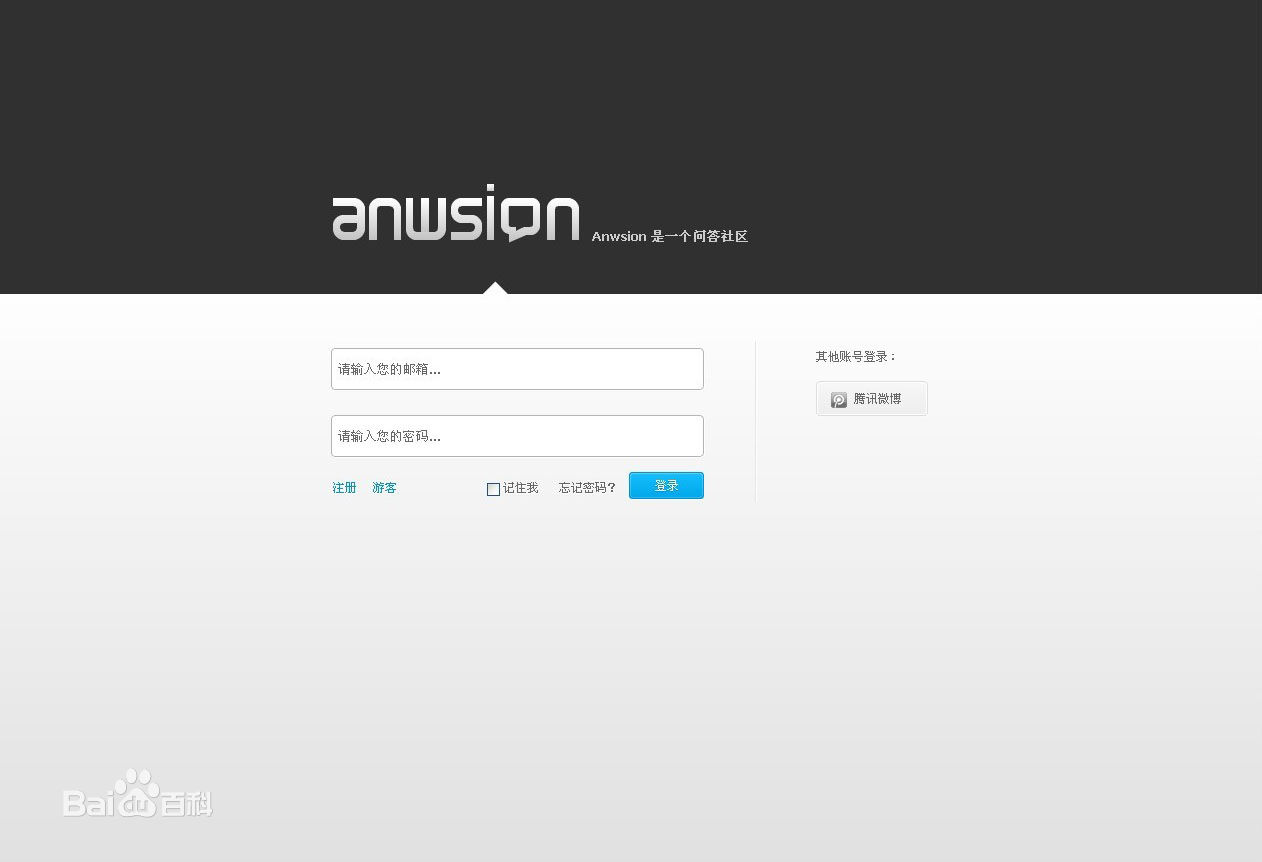 anwsion Anwsion 是一个问答社区
请输入您的邮箱...
请输入您的密码...
注册 游客 记住我 忘记密码? 登录
其他账号登录：
腾讯微博
Baidu百科